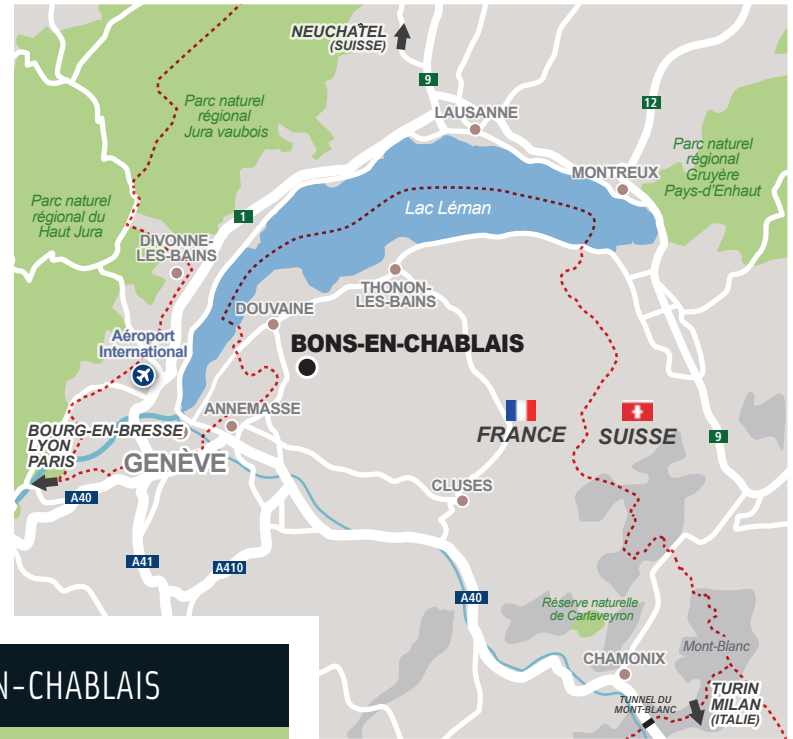 NEUCHÂTEL
(SUISSE)
9
12
LAUSANNE
Parc naturel
régional
Jura vaubois
Parc naturel
régional
Gruyère
Pays-d'Enhaut
MONTREUX
Parc naturel
régional du
Haut Jura
Lac Léman
1
DIVONNE-
LES-BAINS
THONON-
LES-BAINS
DOUVAINE
Aéroport
International
BONS-EN-CHABLAIS
ANNEMASSE
BOURG-EN-BRESSE
LYON
PARIS
GENÈVE
FRANCE
SUISSE
9
CLUSES
A40
A41
A410
A40
Réserve naturelle
de Carlaveyron
Mont-Blanc
CHAMONIX
TUNNEL DU
MONT-BLANC
TURIN
MILAN
(ITALIE)
N-CHABLAIS